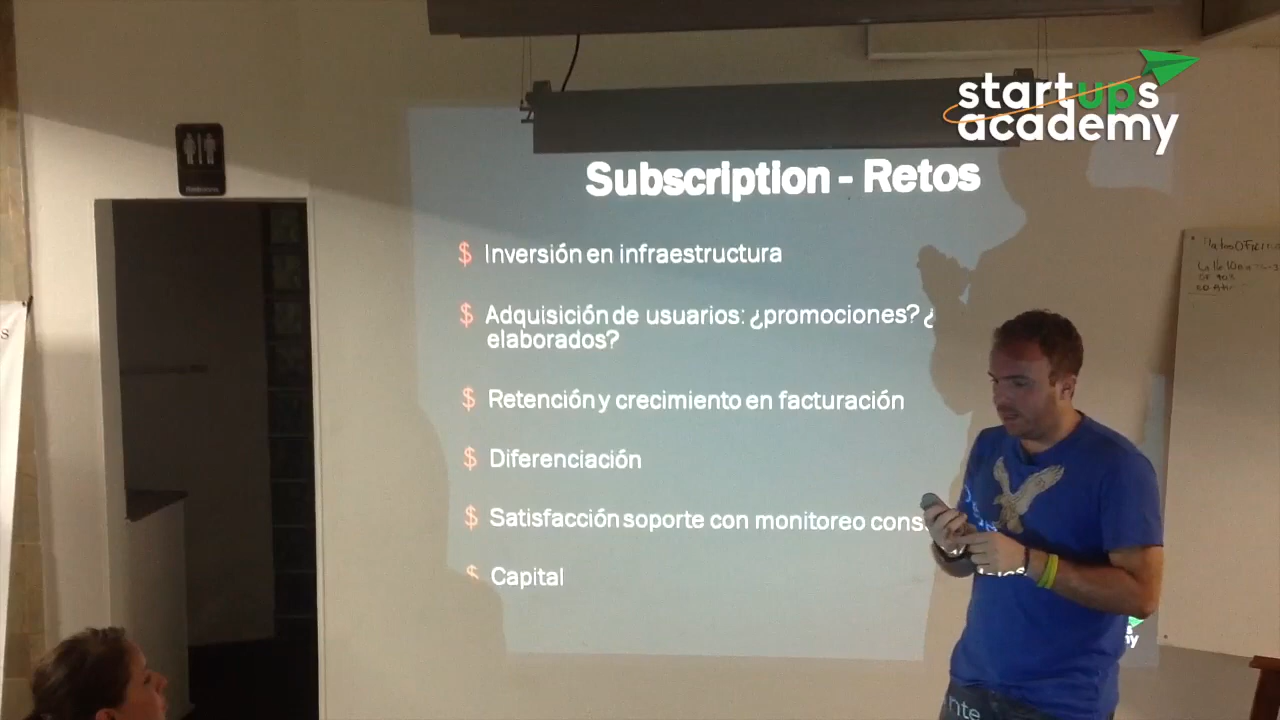 startups
academy
Subscription - Retos
$ Inversión en infraestructura
$ Adquisición de usuarios: ¿promociones? ¿
elaborados?
$ Retención y crecimiento en facturación
$ Diferenciación
$ Satisfacción soporte con monitoreo cons
$ Capital